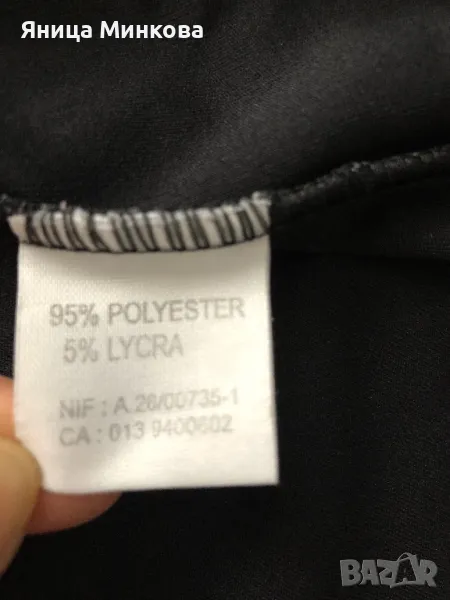 Яница Минкова
95% POLYESTER
5% LYCRA
NIF : A 26/00735-1
CA : 013 9400602
BAZAR